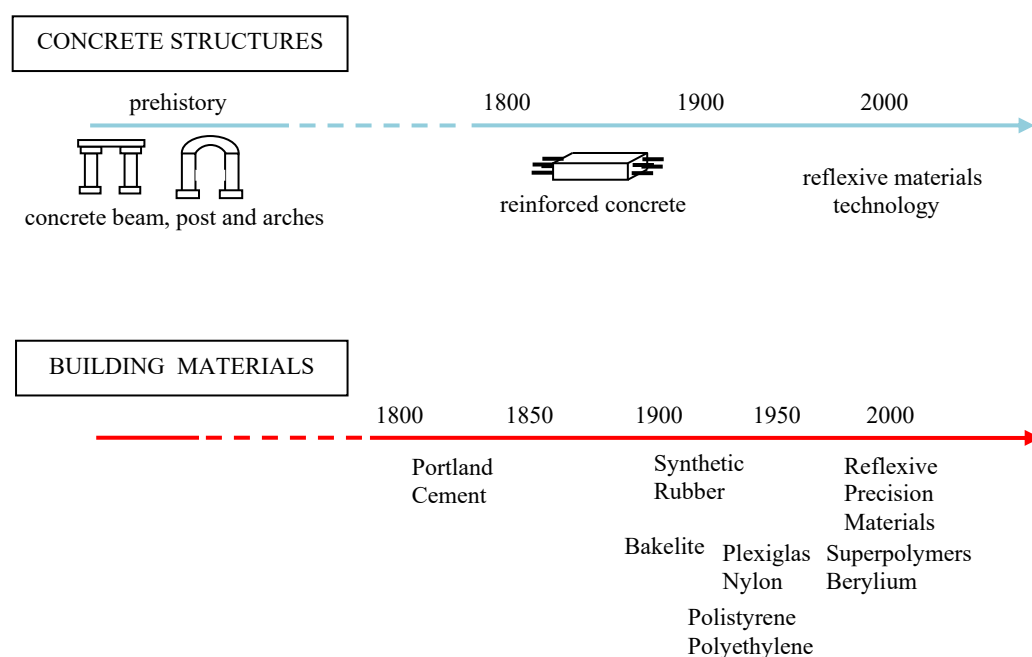 CONCRETE STRUCTURES
prehistory 1800 1900 2000
concrete beam, post and arches
reinforced concrete
reflexive materials
technology
BUILDING MATERIALS
1800 1850 1900 1950 2000
Portland
Cement
Synthetic
Rubber
Reflexive
Precision
Materials
Bakelite
Plexiglas
Nylon
Superpolymers
Berylium
Polistyrene
Polyethylene